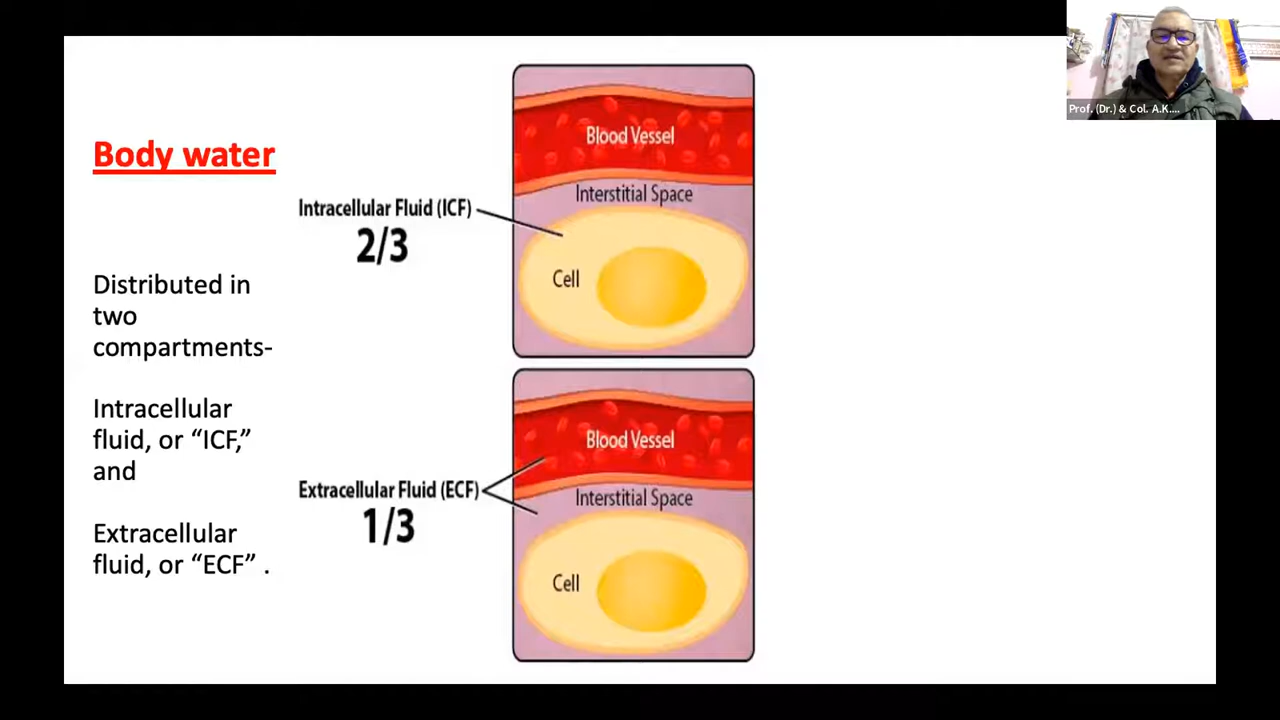 Body water
Distributed in
two
compartments-
Intracellular
fluid, or “ICF,”
and
Extracellular
fluid, or “ECF” .
Intracellular Fluid (ICF)
2/3
Blood Vessel
Interstitial Space
Cell
Extracellular Fluid (ECF)
1/3
Blood Vessel
Interstitial Space
Cell
Prof. (Dr.) & Col. A.K....